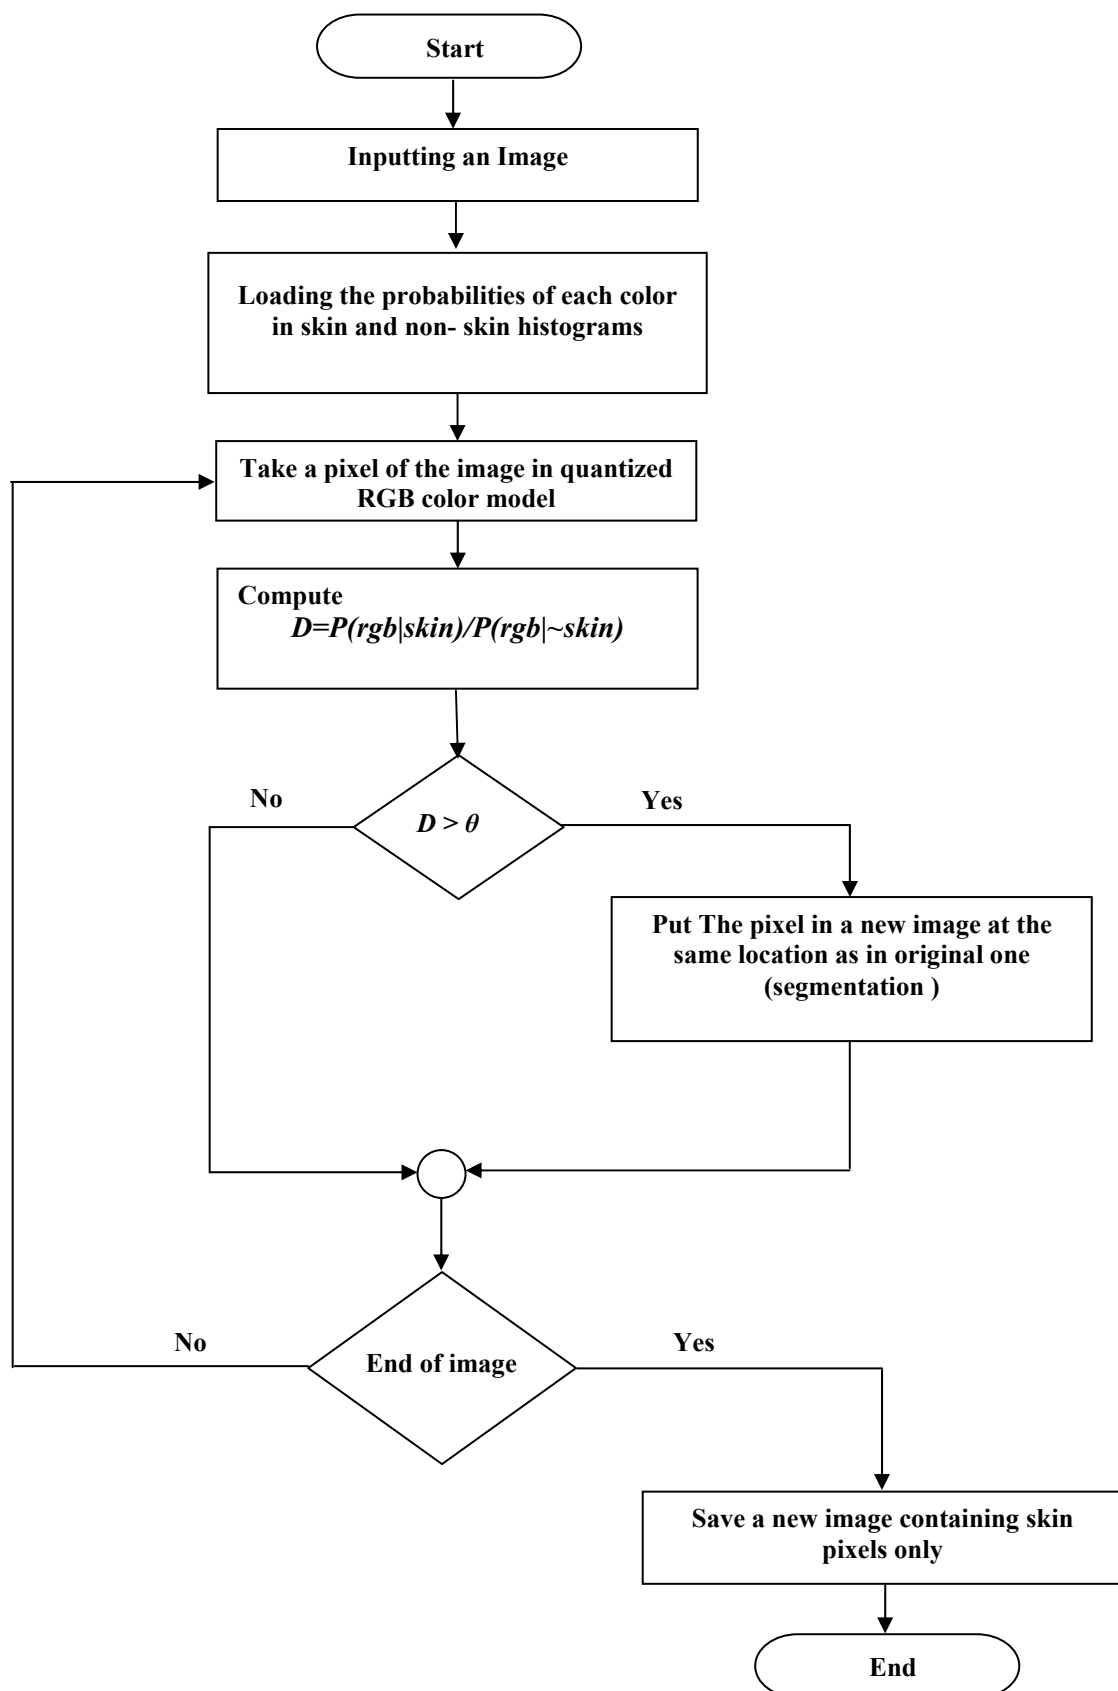 Start
Inputting an Image
Loading the probabilities of each color
in skin and non- skin histograms
Take a pixel of the image in quantized
RGB color model
Compute
D=P(rgb|skin)/P(rgb|~skin)
No
Yes
D > θ
Put The pixel in a new image at the
same location as in original one
(segmentation )
No
Yes
End of image
Save a new image containing skin
pixels only
End